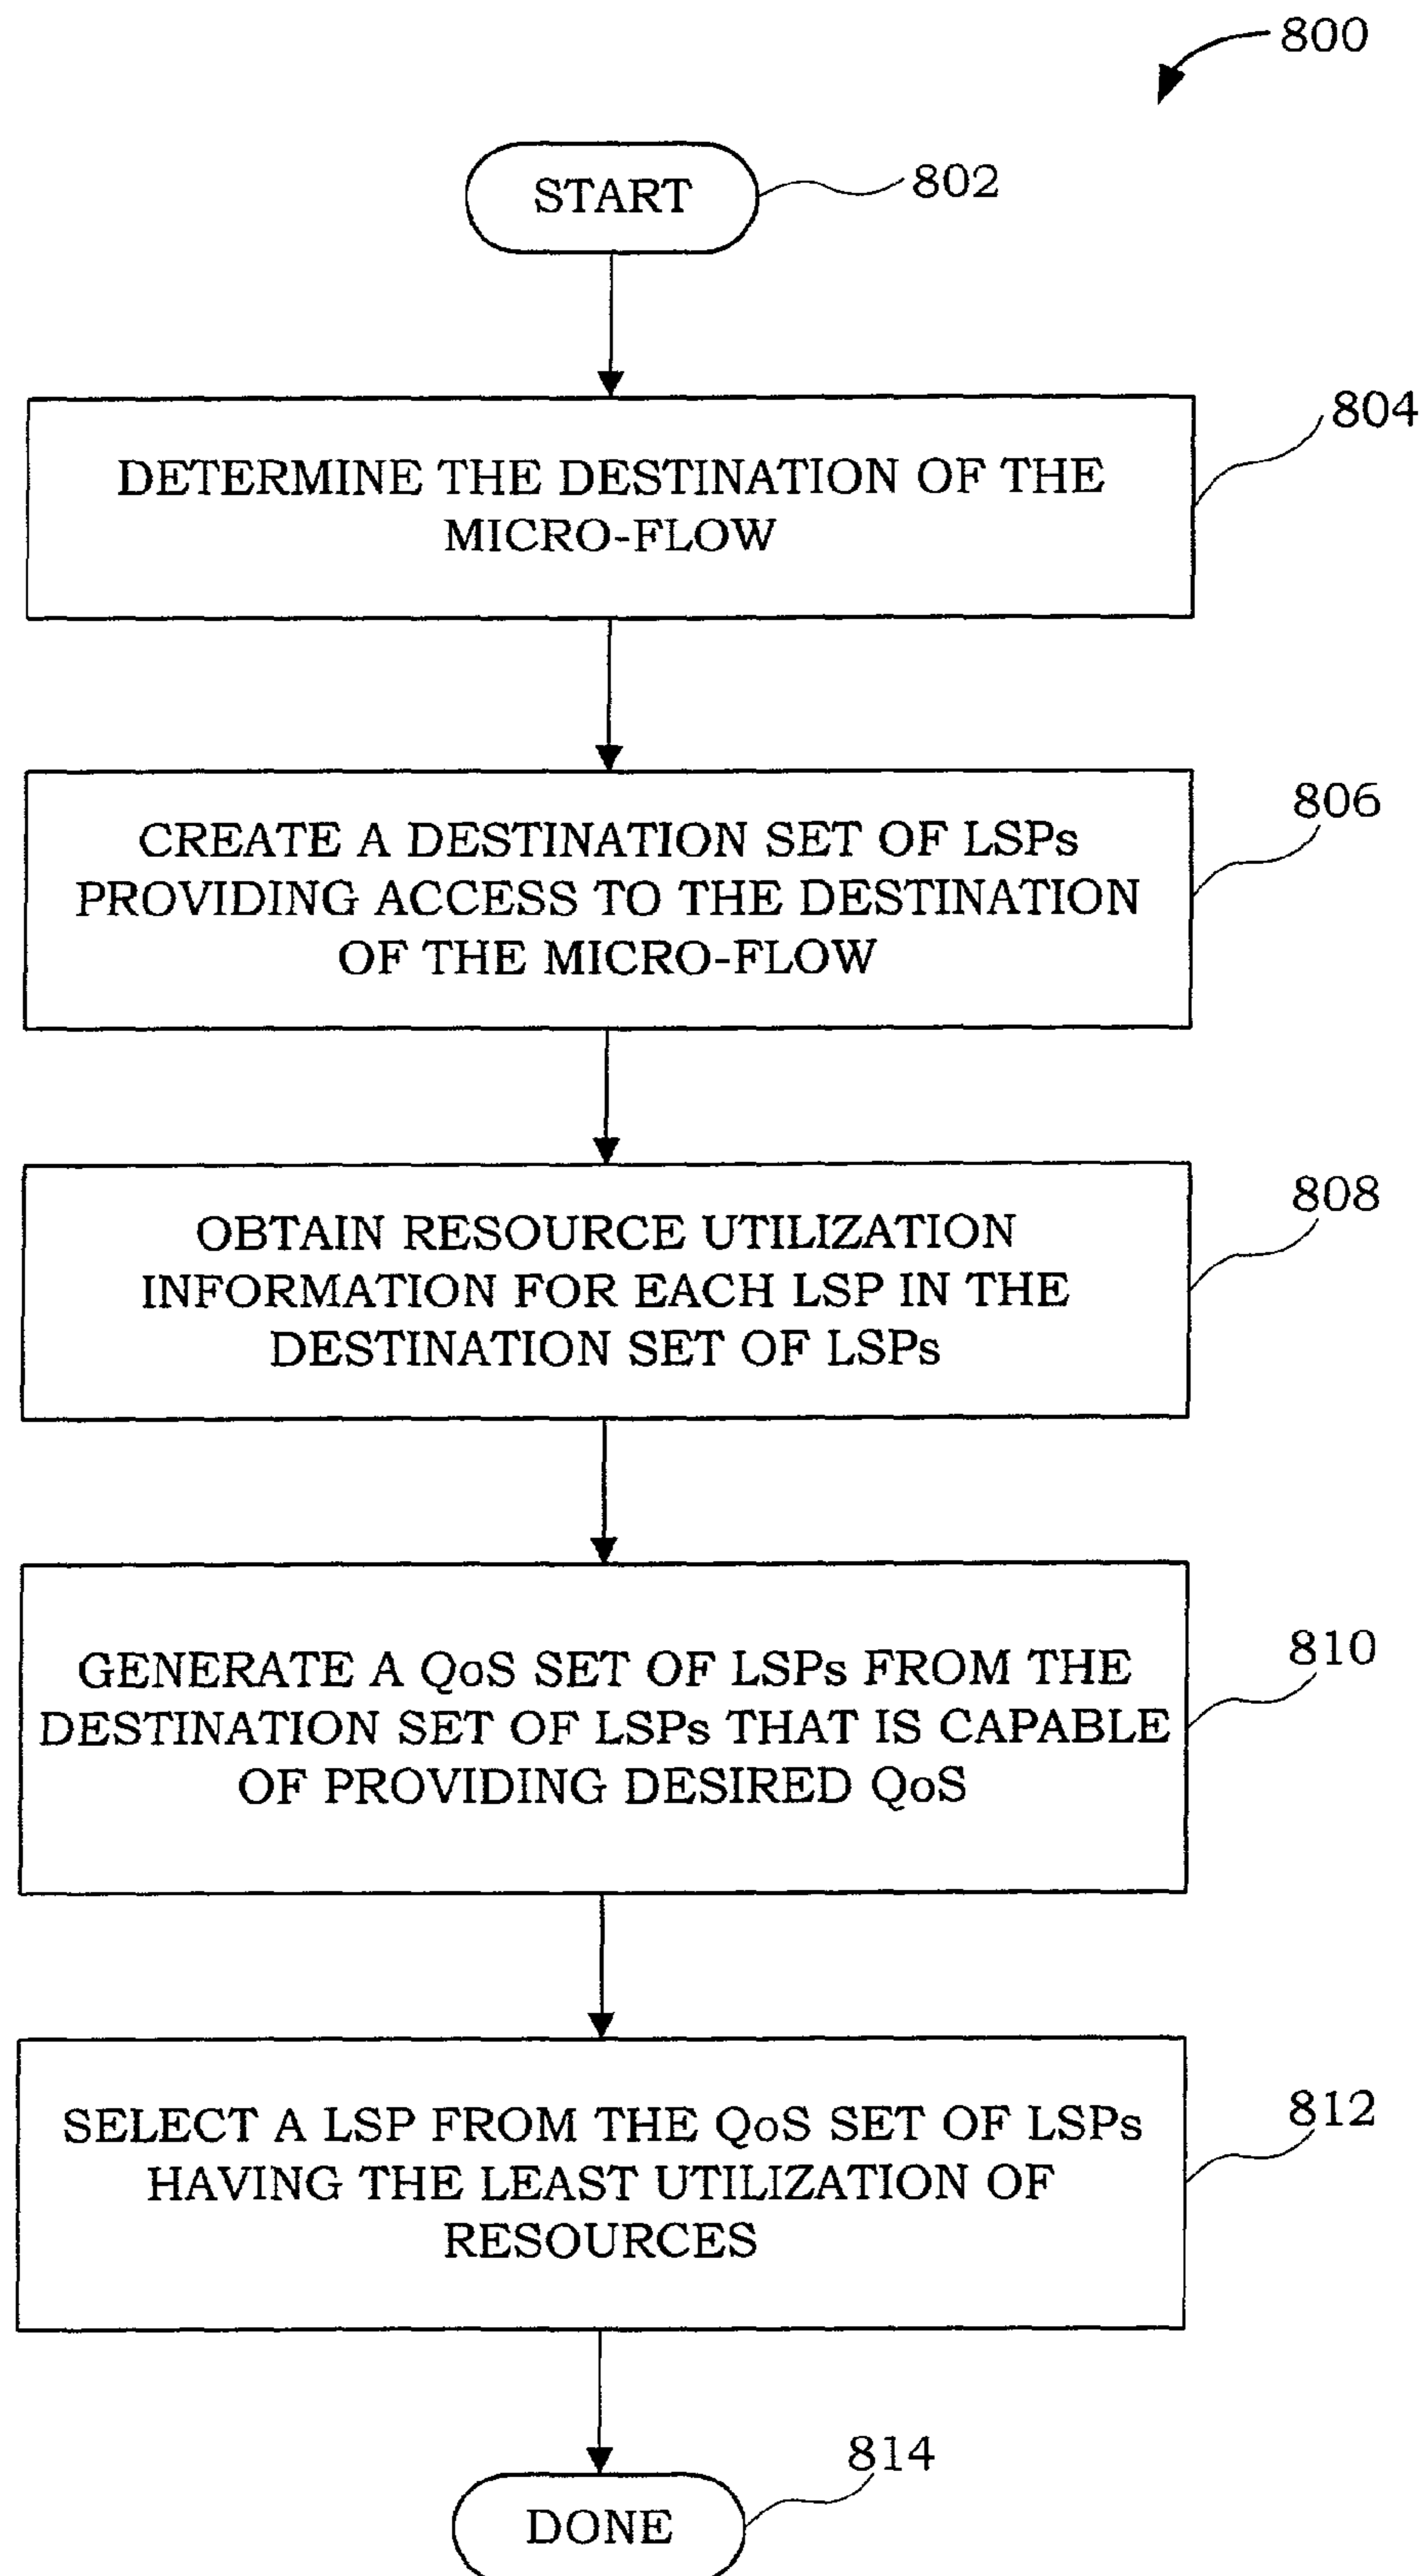 800
START
802
DETERMINE THE DESTINATION OF THE
MICRO-FLOW
804
CREATE A DESTINATION SET OF LSPs
PROVIDING ACCESS TO THE DESTINATION
OF THE MICRO-FLOW
806
OBTAIN RESOURCE UTILIZATION
INFORMATION FOR EACH LSP IN THE
DESTINATION SET OF LSPs
808
GENERATE A QoS SET OF LSPs FROM THE
DESTINATION SET OF LSPs THAT IS CAPABLE
OF PROVIDING DESIRED QoS
810
SELECT A LSP FROM THE QoS SET OF LSPs
HAVING THE LEAST UTILIZATION OF
RESOURCES
812
DONE
814